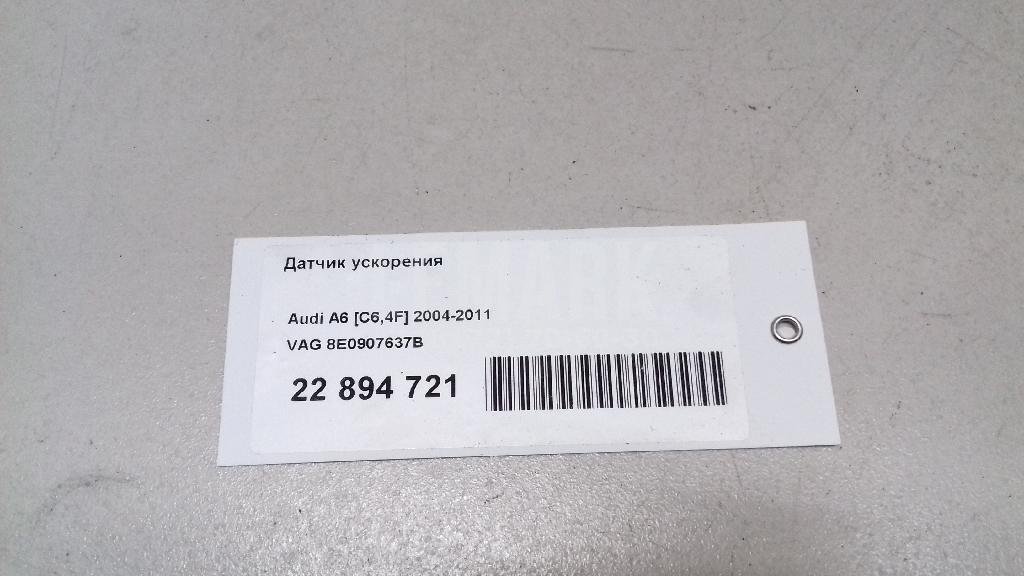 Датчик ускорения
Audi A6 [C6,4F] 2004-2011
VAG 8E0907637B
22 894 721